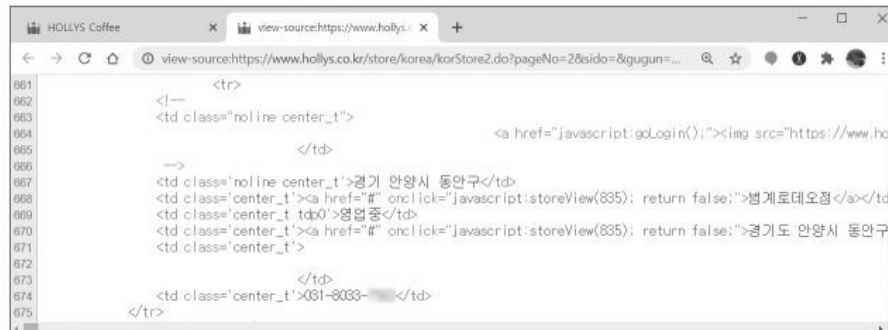 HOLLYS Coffee
view-source:https://www.hollys.c
view-source:https://www.hollys.co.kr/store/korea/korStore2.do?pageNo=2&sido=&gugun=...
661 <tr>
662 <!--
663 <td class="noline center_t">
664 <a href="javascript:goLogin();"><img src="https://www.ho
665 </td>
666 -->
667 <td class='noline center_t'>경기 안양시 동안구</td>
668 <td class='center_t'><a href="#" onclick="javascript:storeView(835); return false;">범계로데오점</a></td
669 <td class='center_t tdp0'>영업중</td>
670 <td class='center_t'><a href="#" onclick="javascript:storeView(835); return false;">경기도 안양시 동안구
671 <td class='center_t'>
672
673 </td>
674 <td class='center_t'>031-8033-</td>
675 </tr>